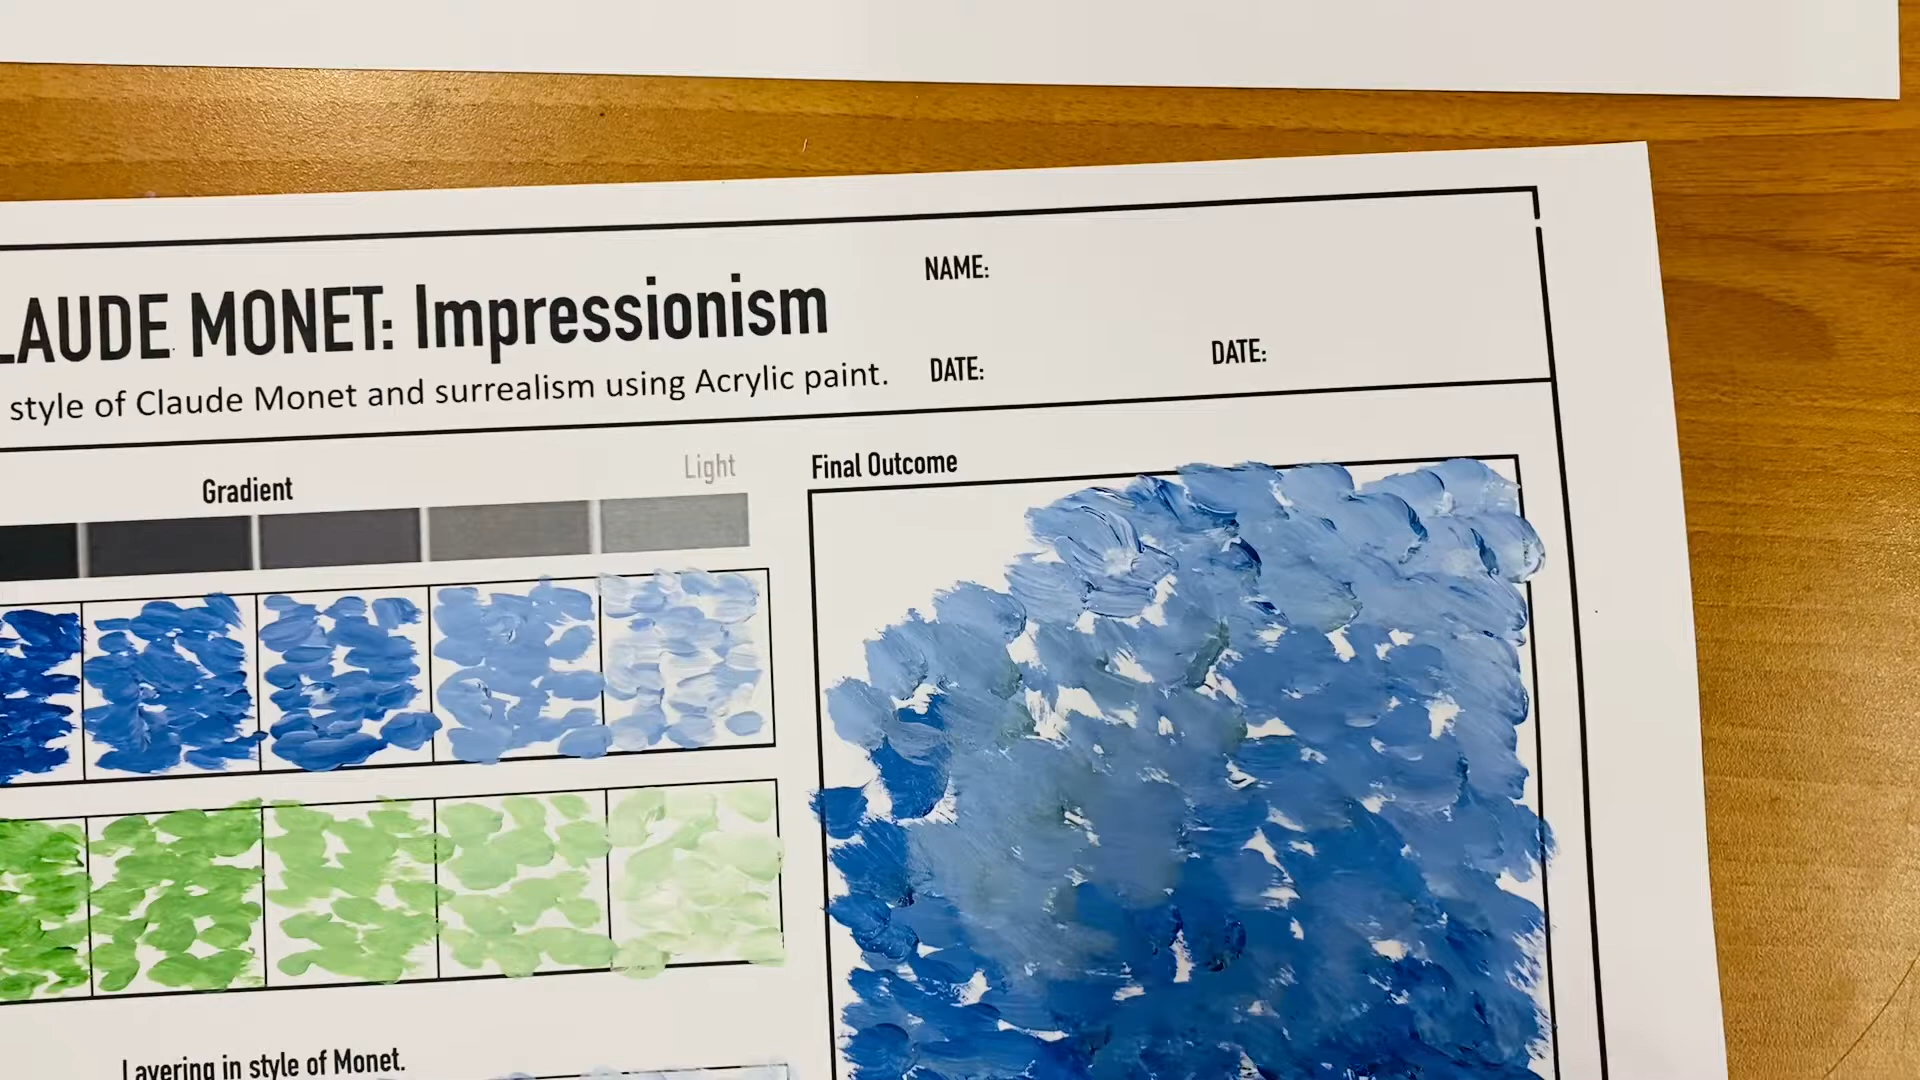 LAUDE MONET: Impressionism
style of Claude Monet and surrealism using Acrylic paint.
NAME:
DATE:
DATE:
Gradient
Light
Final Outcome
Layering in style of Monet.